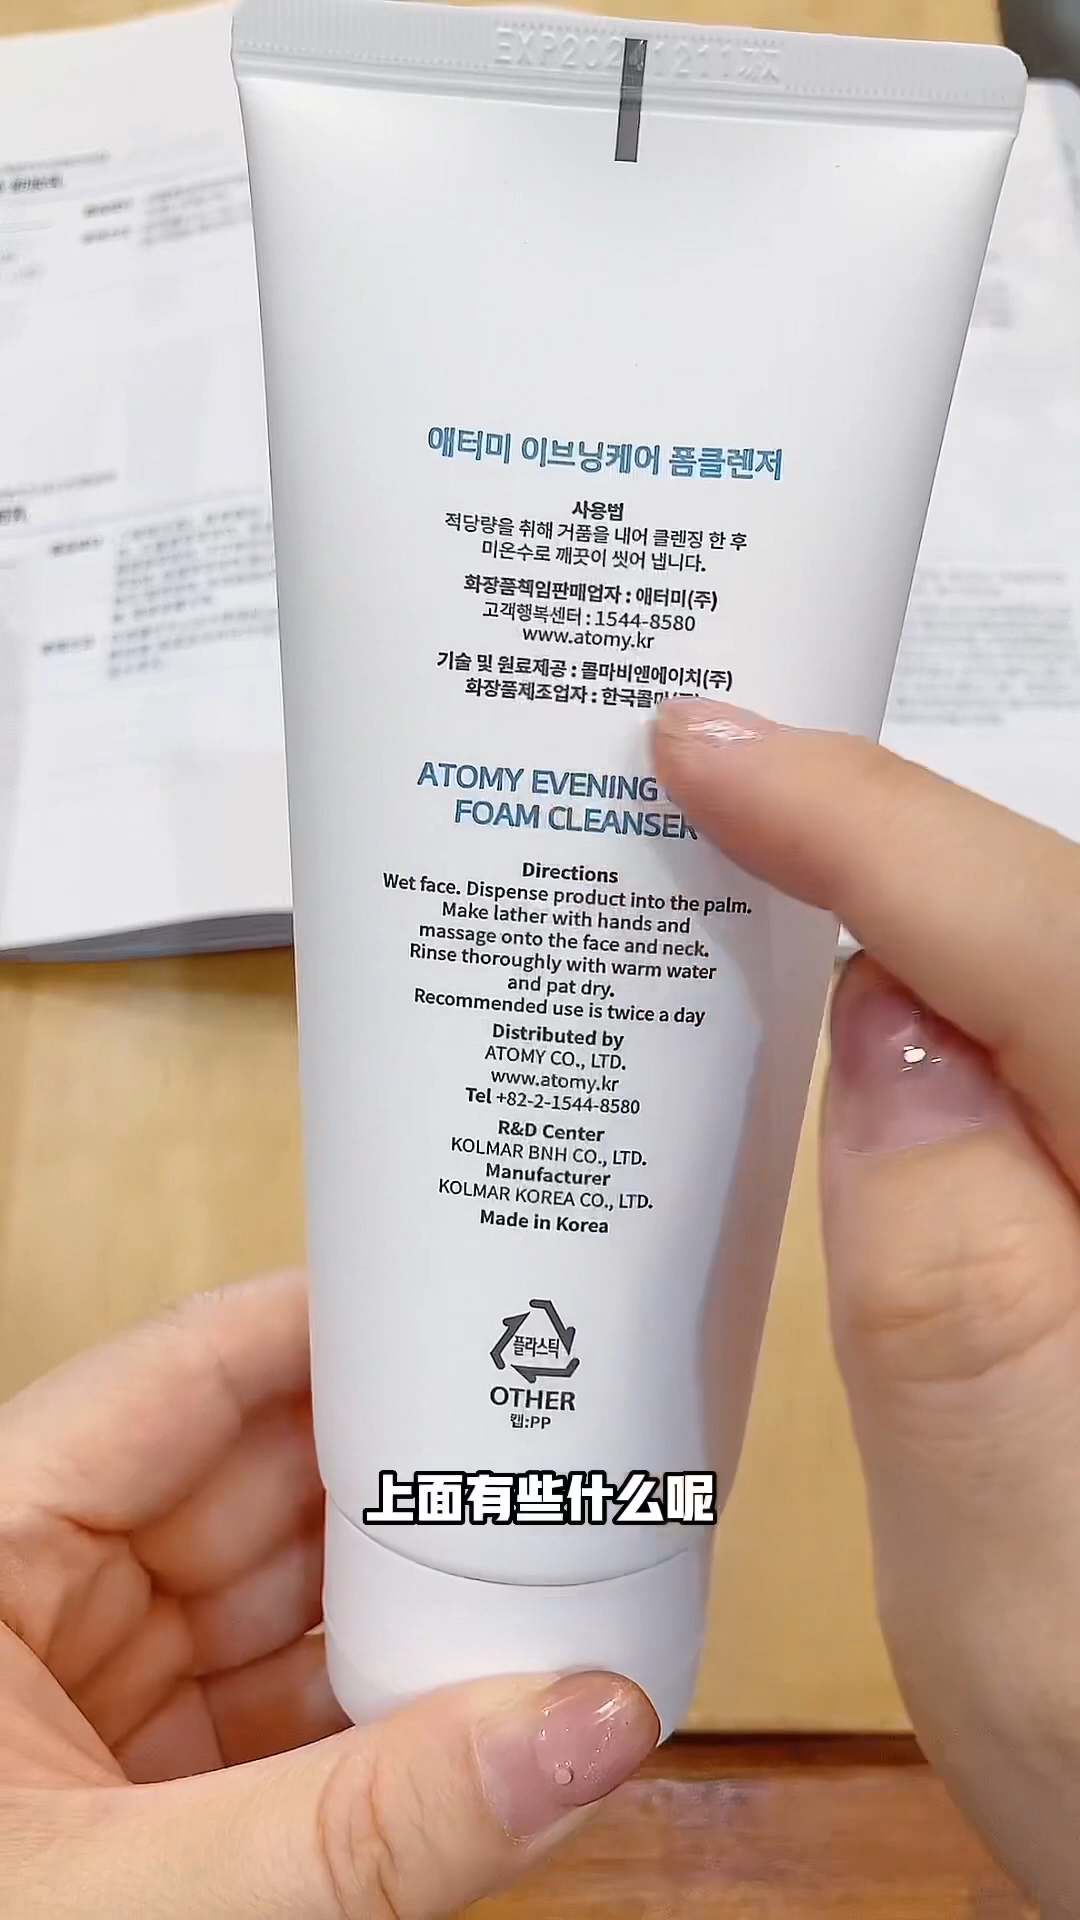 애터미 이브닝케어 폼클렌저
사용법
적당량을 취해 거품을 내어 클렌징 한 후
미온수로 깨끗이 씻어 냅니다.
화장품책임판매업자 : 애터미(주)
고객행복센터 : 1544-8580
www.atomy.kr
기술 및 원료제공 : 콜마비앤에이치(주)
화장품제조업자 : 한국콜마
ATOMY EVENING
FOAM CLEANSER
Directions
Wet face. Dispense product into the palm.
Make lather with hands and
massage onto the face and neck.
Rinse thoroughly with warm water
and pat dry.
Recommended use is twice a day
Distributed by
ATOMY CO., LTD.
www.atomy.kr
Tel +82-2-1544-8580
R&D Center
KOLMAR BNH CO., LTD.
Manufacturer
KOLMAR KOREA CO., LTD.
Made in Korea
플라스틱
OTHER
캡:PP
上面有些什么呢